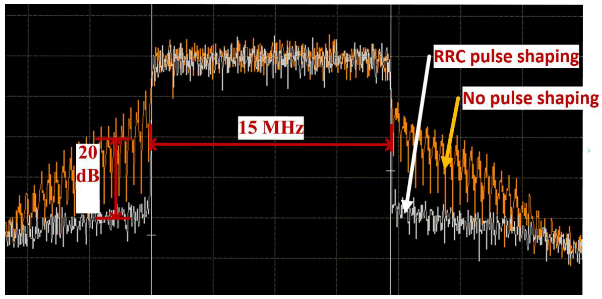 RRC pulse shaping
No pulse shaping
15 MHz
20
dB